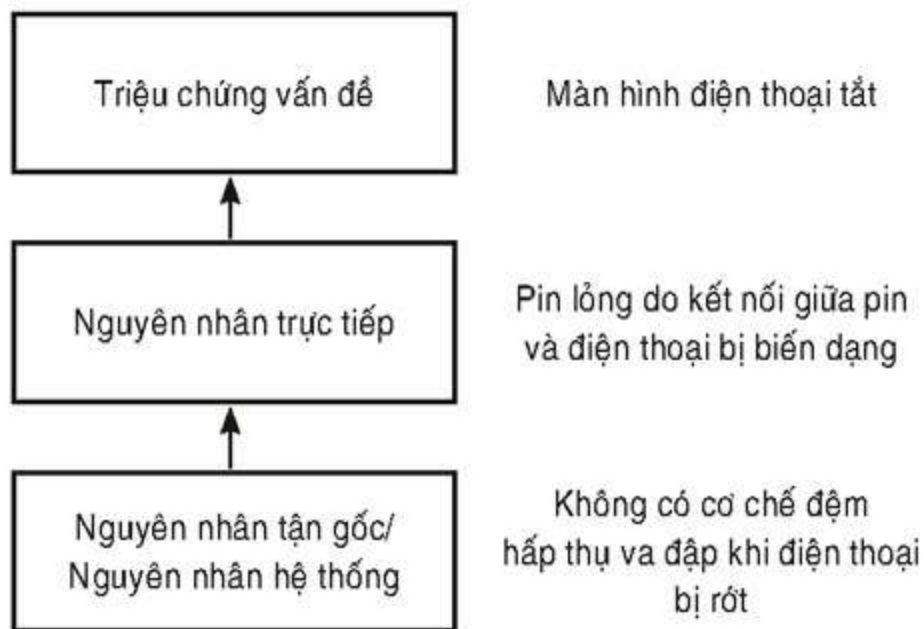 Triệu chứng vấn đề
Màn hình điện thoại tắt
Nguyên nhân trực tiếp
Pin lỏng do kết nối giữa pin
và điện thoại bị biến dạng
Nguyên nhân tận gốc/
Nguyên nhân hệ thống
Không có cơ chế đệm
hấp thụ va đập khi điện thoại
bị rớt